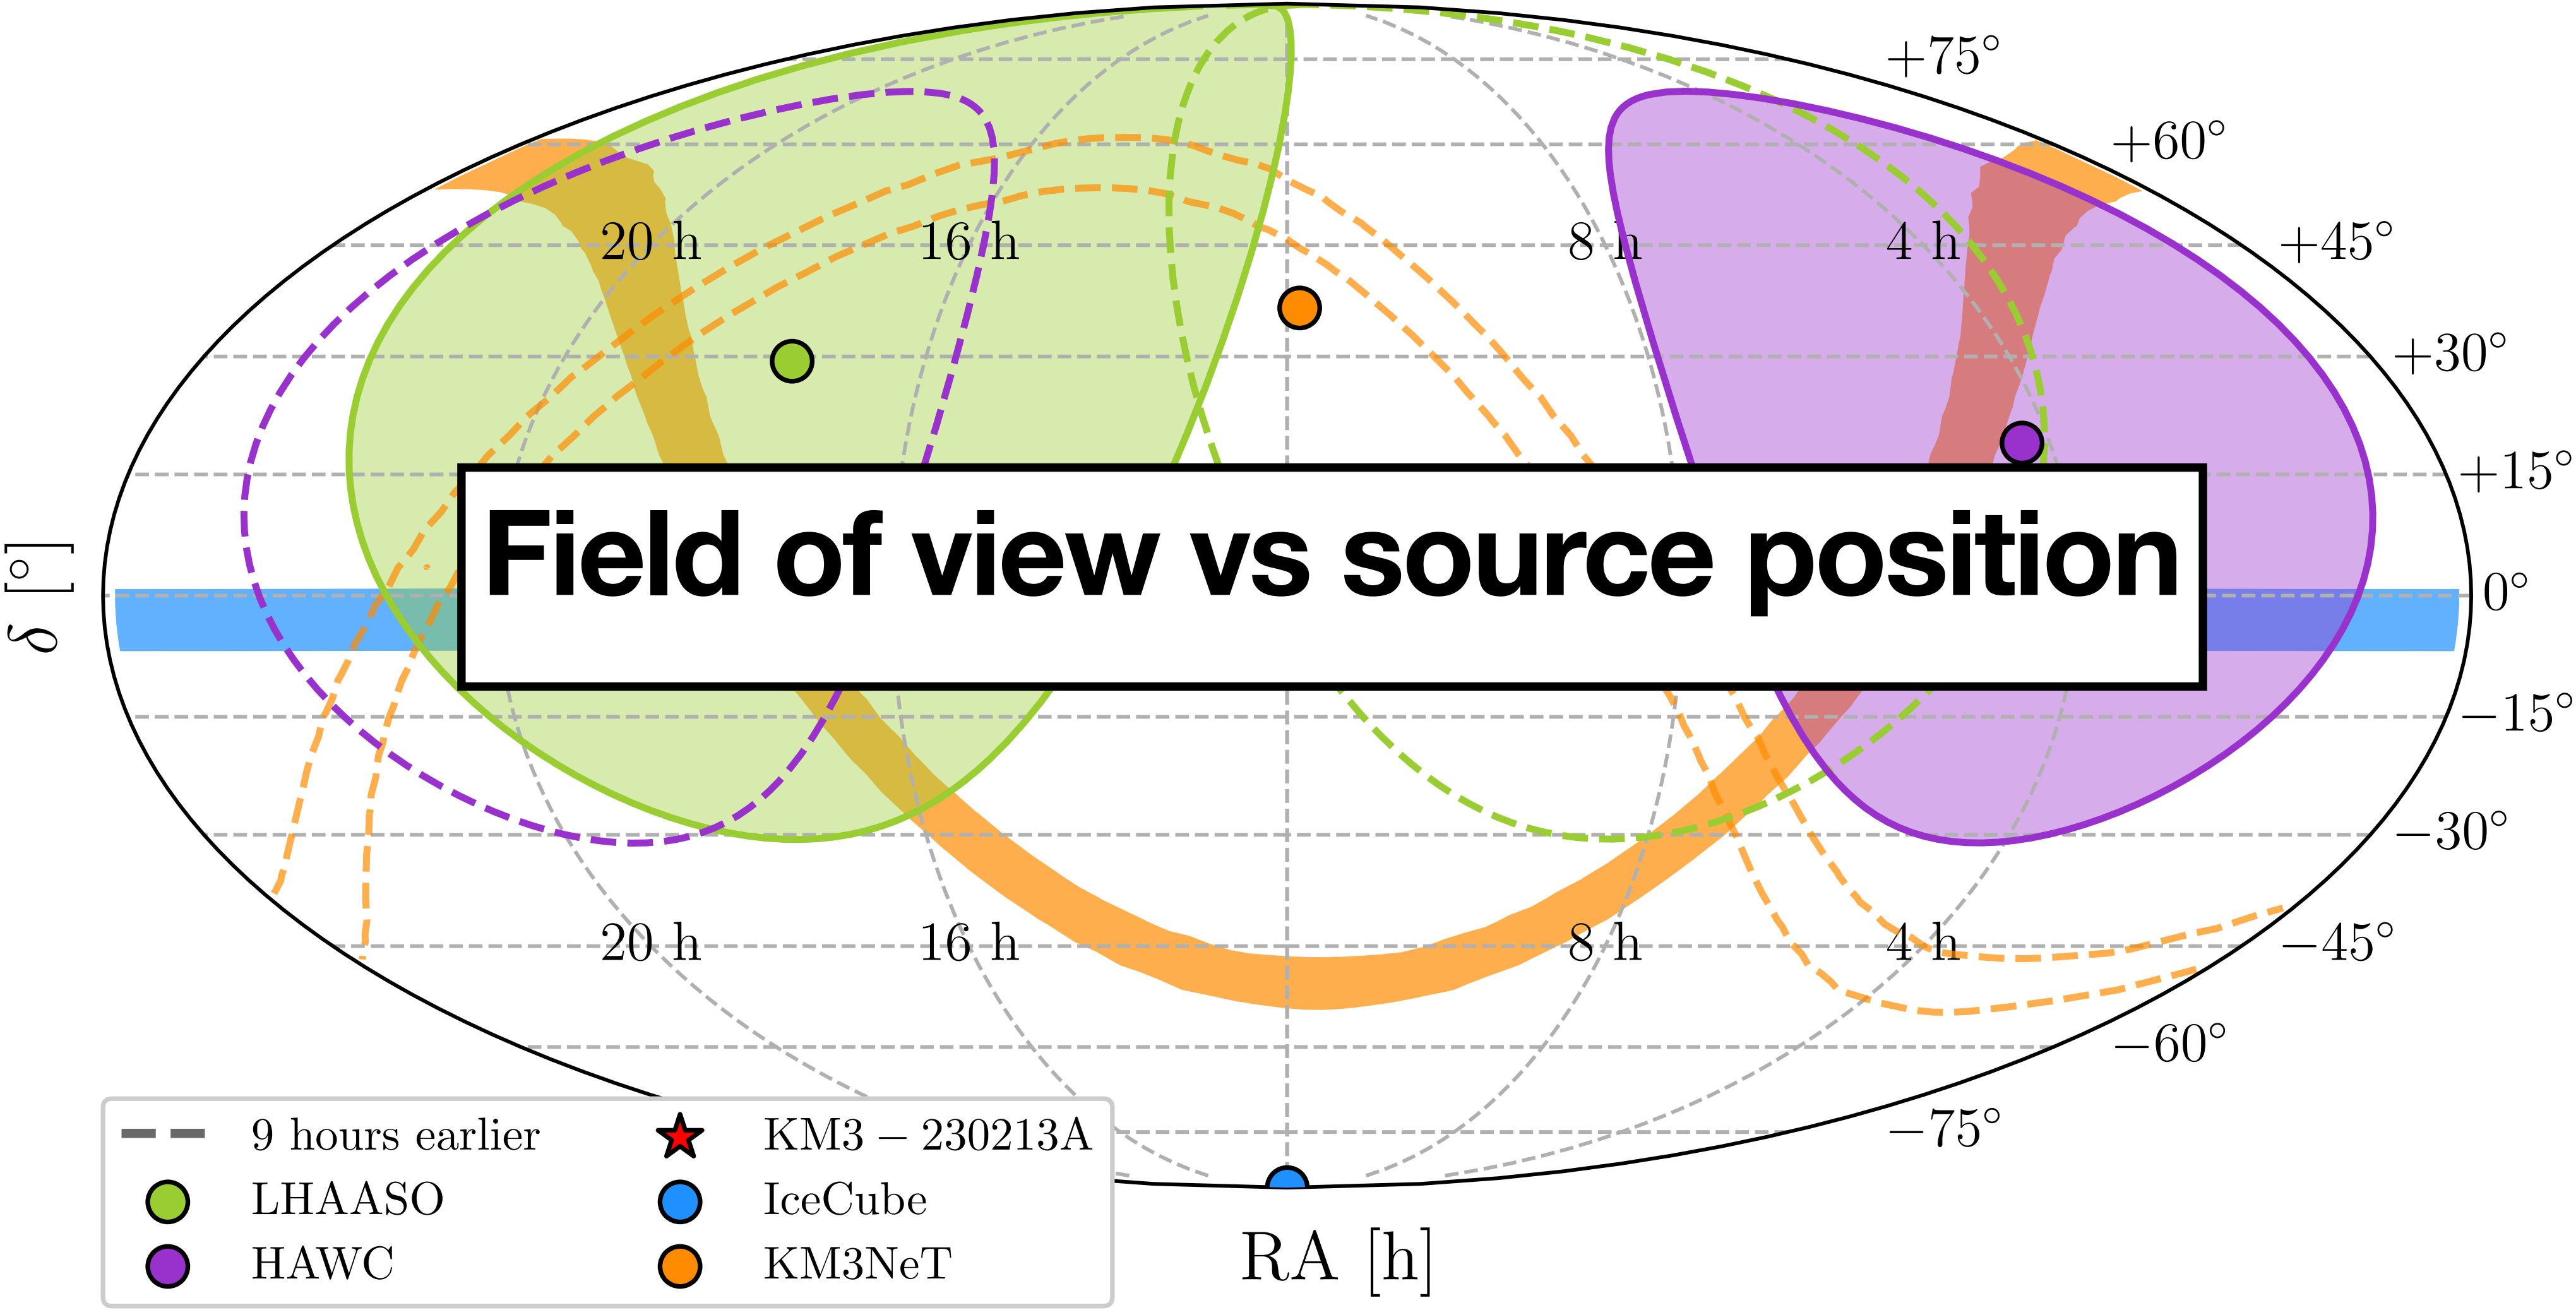 +75°
+60°
20 h 16 h 8 h 4 h +45°
+30°
+15°
Field of view vs source position
δ [°]
0°
−15°
−30°
20 h 16 h 8 h 4 h −45°
−60°
−75°
9 hours earlier
LHAASO
HAWC
KM3 − 230213A
IceCube
KM3NeT
RA [h]